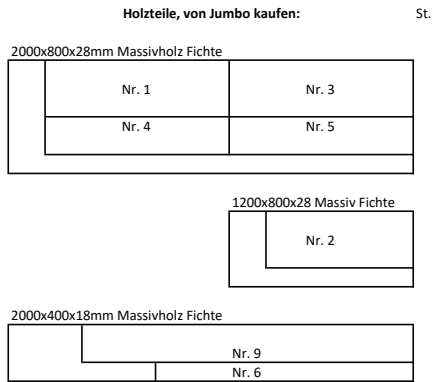 Holzteile, von Jumbo kaufen: St.
2000x800x28mm Massivholz Fichte
Nr. 1 Nr. 3
Nr. 4 Nr. 5
1200x800x28 Massiv Fichte
Nr. 2
2000x400x18mm Massivholz Fichte
Nr. 9
Nr. 6